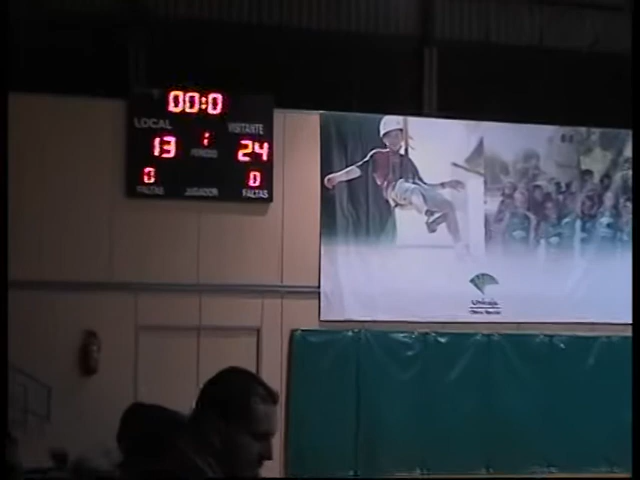 00:0
LOCAL
VISITANTE
13
1
24
PERIODO
0
0
FALTAS
JUGADOR
FALTAS
Unicaja